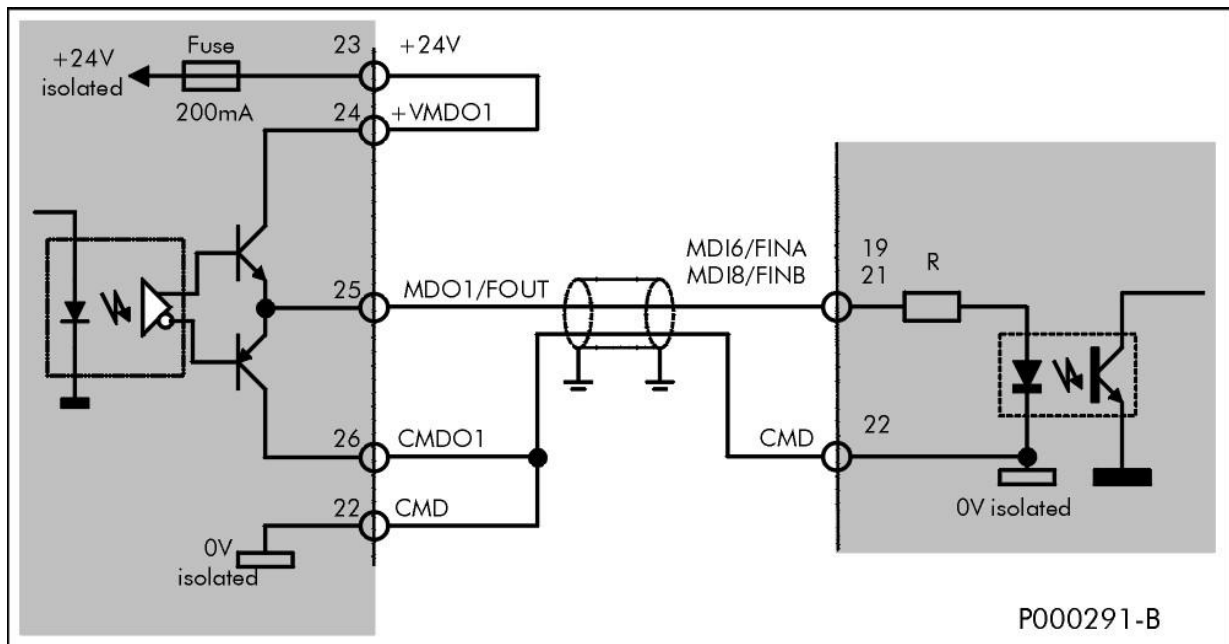 Fuse
23
+24V
+24V
isolated
200mA
24
+VMDO1
25
MDO1/FOUT
MDI6/FINA
MDI8/FINB
19
21
R
26
CMDO1
CMD
22
22
CMD
0V
isolated
0V isolated
P000291-B